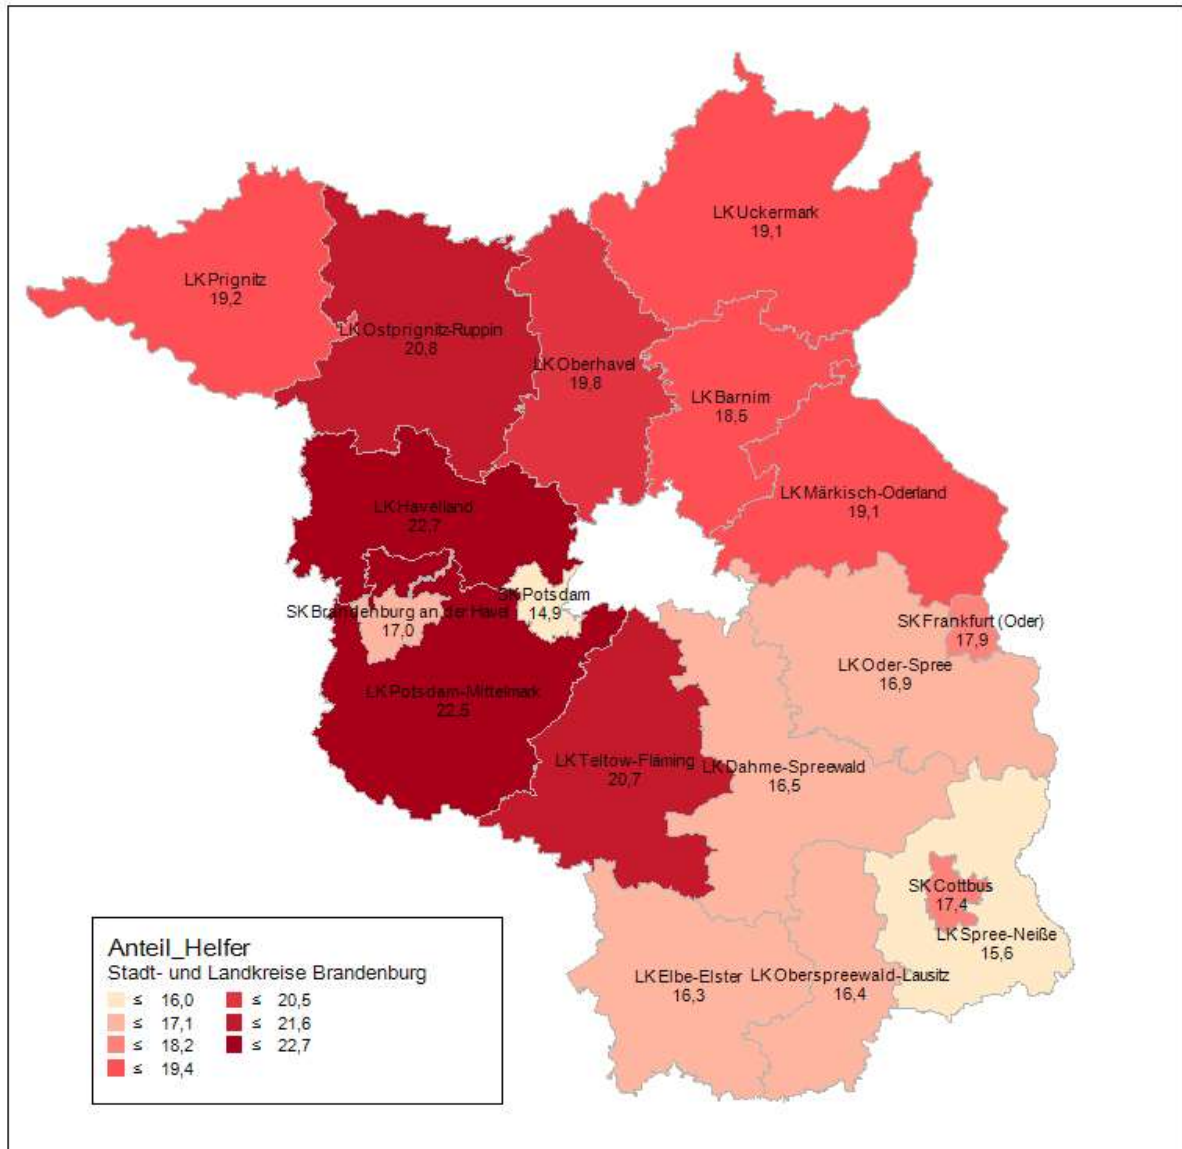 LK Uckermark
19,1
LK Prignitz
19,2
LK Ostprignitz-Ruppin
20,8
LK Oberhavel
19,8
LK Barnim
18,5
LK Märkisch-Oderland
19,1
LK Havelland
22,7
SK Potsdam
14,9
SK Brandenburg an der Havel
17,0
SK Frankfurt (Oder)
17,9
LK Oder-Spree
16,9
LK Potsdam-Mittelmark
22,5
LK Teltow-Fläming
20,7
LK Dahme-Spreewald
16,5
SK Cottbus
17,4
LK Spree-Neiße
15,6
LK Elbe-Elster
16,3
LK Oberspreewald-Lausitz
16,4
Anteil_Helfer
Stadt- und Landkreise Brandenburg
≤ 16,0
≤ 17,1
≤ 18,2
≤ 19,4
≤ 20,5
≤ 21,6
≤ 22,7